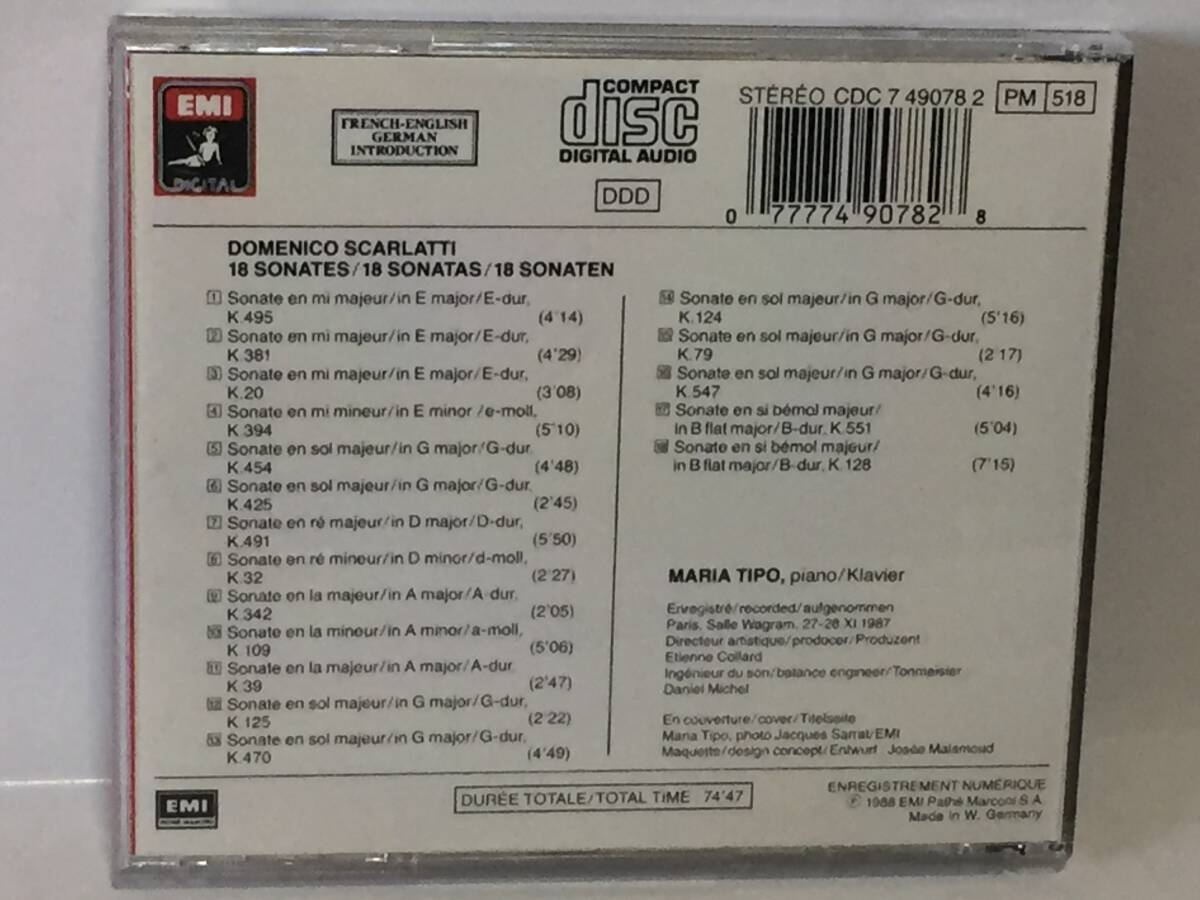 EMI
DIGITAL
FRENCH-ENGLISH
GERMAN
INTRODUCTION
COMPACT
disc
DIGITAL AUDIO
DDD
STÉRÉO CDC 7 49078 2
PM 518
0 77774 90782 8
DOMENICO SCARLATTI
18 SONATES/18 SONATAS/18 SONATEN
1 Sonate en mi majeur/in E major/E-dur,
K.495 (4'14)
2 Sonate en mi majeur/in E major/E-dur,
K.381 (4'29)
3 Sonate en mi majeur/in E major/E-dur,
K.20 (3'08)
4 Sonate en mi mineur/in E minor /e-moll,
K.394 (5'10)
5 Sonate en sol majeur/in G major/G-dur,
K.454 (4'48)
6 Sonate en sol majeur/in G major/G-dur,
K.425 (2'45)
7 Sonate en ré majeur/in D major/D-dur,
K.491 (5'50)
8 Sonate en ré mineur/in D minor/d-moll,
K.32 (2'27)
9 Sonate en la majeur/in A major/A-dur,
K.342 (2'05)
10 Sonate en la mineur/in A minor/a-moll,
K.109 (5'06)
11 Sonate en la majeur/in A major/A-dur
K.39 (2'47)
12 Sonate en sol majeur/in G major/G-dur,
K.125 (2'22)
13 Sonate en sol majeur/in G major/G-dur,
K.470 (4'49)
14 Sonate en sol majeur/in G major/G-dur,
K.124 (5'16)
15 Sonate en sol majeur/in G major/G-dur,
K.79 (2'17)
16 Sonate en sol majeur/in G major/G-dur,
K.547 (4'16)
17 Sonate en si bémol majeur/
in B flat major/B-dur, K.551 (5'04)
18 Sonate en si bémol majeur/
in B flat major/B-dur, K.128 (7'15)
MARIA TIPO, piano/Klavier
Enregistré/recorded/aufgenommen
Paris, Salle Wagram, XI 1987
Directeur artistique/producer/Produzent
Etienne Collard
Ingénieur du son/balance engineer/Tonmeister
Daniel Michel
En couverture/cover/Titelseite
Maria Tipo, photo Jacques Sarrat/EMI
Maquette/design concept/Entwurf: Josée Malamoud
EMI
DURÉE TOTALE/TOTAL TIME 74'47
ENREGISTREMENT NUMÉRIQUE
℗ 1988 EMI Pathé Marconi S.A.
Made in W. Germany